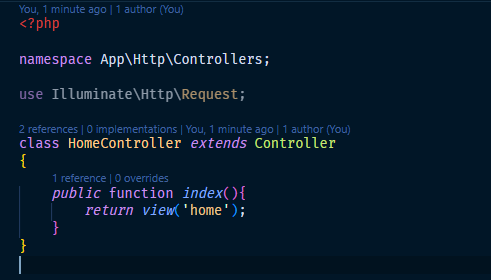 You, 1 minute ago | 1 author (You)
<?php
namespace App\Http\Controllers;
use Illuminate\Http\Request;
2 references | 0 implementations | You, 1 minute ago | 1 author (You)
class HomeController extends Controller
{
1 reference | 0 overrides
public function index(){
return view('home');
}
}